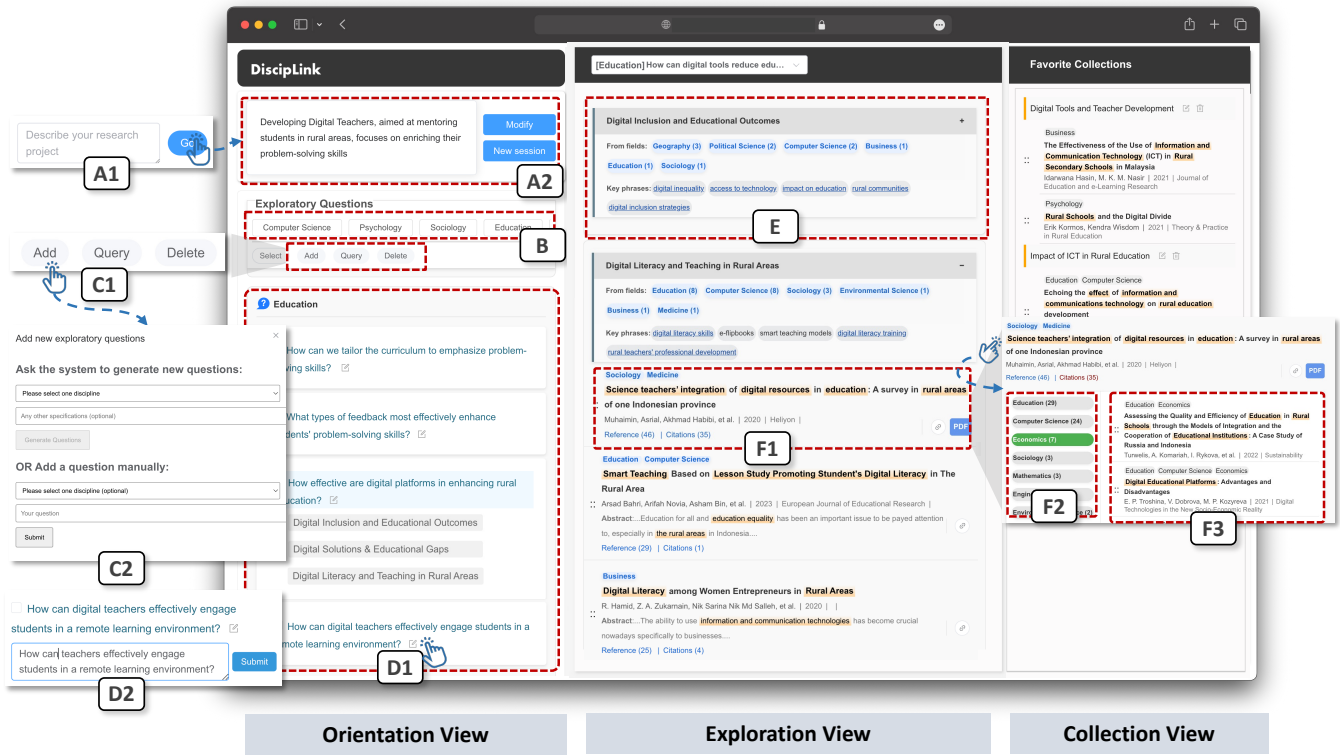 DiscipLink
Describe your research
project
Go
A1
Developing Digital Teachers, aimed at mentoring
students in rural areas, focuses on enriching their
problem-solving skills
Modify
New session
A2
Exploratory Questions
Computer Science
Psychology
Sociology
Education
B
Select
Add
Query
Delete
Add
Query
Delete
C1
Add new exploratory questions
×
Ask the system to generate new questions:
Please select one discipline
Any other specifications (optional)
Generate Questions
OR Add a question manually:
Please select one discipline (optional)
Your question
Submit
C2
Education
How can we tailor the curriculum to emphasize problem-
ving skills?
What types of feedback most effectively enhance
dents' problem-solving skills?
How effective are digital platforms in enhancing rural
ucation?
Digital Inclusion and Educational Outcomes
Digital Solutions & Educational Gaps
Digital Literacy and Teaching in Rural Areas
How can digital teachers effectively engage students in a
mote learning environment?
D1
How can digital teachers effectively engage
students in a remote learning environment?
How can teachers effectively engage
students in a remote learning environment?
Submit
D2
Orientation View
[Education] How can digital tools reduce edu...
Digital Inclusion and Educational Outcomes
+
From fields: Geography (3) Political Science (2) Computer Science (2) Business (1)
Education (1) Sociology (1)
Key phrases: digital inequality access to technology impact on education rural communities
digital inclusion strategies
E
Digital Literacy and Teaching in Rural Areas
−
From fields: Education (8) Computer Science (8) Sociology (3) Environmental Science (1)
Business (1) Medicine (1)
Key phrases: digital literacy skills e-flipbooks smart teaching models digital literacy training
rural teachers' professional development
Sociology Medicine
Science teachers' integration of digital resources in education : A survey in rural areas
of one Indonesian province
Muhaimin, Asrial, Akhmad Habibi, et al. | 2020 | Heliyon |
Reference (46) | Citations (35)
PDF
F1
Education Computer Science
Smart Teaching Based on Lesson Study Promoting Student's Digital Literacy in The
Rural Area
Arsad Bahri, Arifah Novia, Asham Bin, et al. | 2023 | European Journal of Educational Research |
Abstract:...Education for all and education equality has been an important issue to be payed attention
to, especially in the rural areas in Indonesia....
Reference (29) | Citations (1)
Business
Digital Literacy among Women Entrepreneurs in Rural Areas
R. Hamid, Z. A. Zukarnain, Nik Sarina Nik Md Salleh, et al. | 2020 | |
Abstract:...The ability to use information and communication technologies has become crucial
nowadays specifically to businesses....
Reference (25) | Citations (4)
Exploration View
Favorite Collections
Digital Tools and Teacher Development
Business
The Effectiveness of the Use of Information and
Communication Technology (ICT) in Rural
Secondary Schools in Malaysia
Idarwana Hasin, M. K. M. Nasir | 2021 | Journal of
Education and e-Learning Research
Psychology
Rural Schools and the Digital Divide
Erik Kormos, Kendra Wisdom | 2021 | Theory & Practice
in Rural Education
Impact of ICT in Rural Education
Education Computer Science
Echoing the effect of information and
communications technology on rural education
development
Sociology Medicine
Science teachers' integration of digital resources in education : A survey in rural areas
of one Indonesian province
Muhaimin, Asrial, Akhmad Habibi, et al. | 2020 | Heliyon |
Reference (46) | Citations (35)
PDF
Education (29)
Computer Science (24)
Economics (7)
Sociology (3)
Mathematics (3)
F2
Education Economics
Assessing the Quality and Efficiency of Education in Rural
Schools through the Models of Integration and the
Cooperation of Educational Institutions : A Case Study of
Russia and Indonesia
Turwelis, A. Komariah, I. Rykova, et al. | 2022 | Sustainability
Education Computer Science Economics
Digital Educational Platforms : Advantages and
Disadvantages
E. P. Troshina, V. Dobrova, M. P. Kozyreva | 2021 | Digital
Technologies in the New Socio-Economic Reality
F3
Collection View